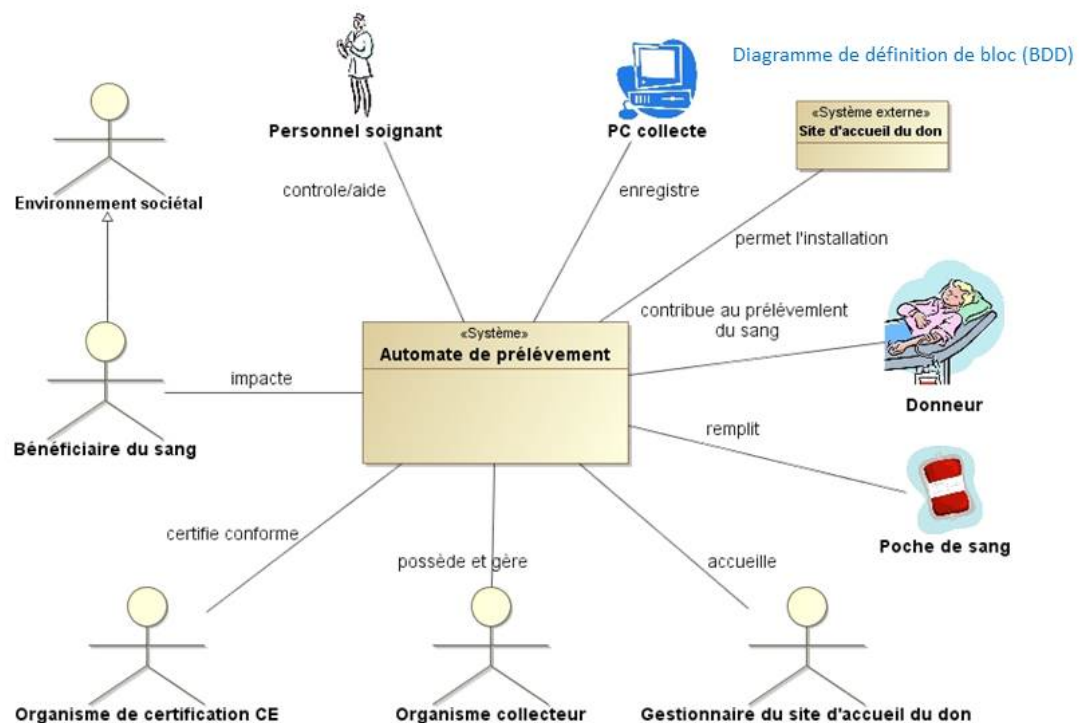 Diagramme de définition de bloc (BDD)
Personnel soignant
PC collecte
«Système externe»
Site d'accueil du don
Environnement sociétal
controle/aide
enregistre
permet l'installation
contribue au prélèvemlent
du sang
«Système»
Automate de prélévement
Donneur
impacte
remplit
Bénéficiaire du sang
Poche de sang
certifie conforme
possède et gère
accueille
Organisme de certification CE
Organisme collecteur
Gestionnaire du site d'accueil du don